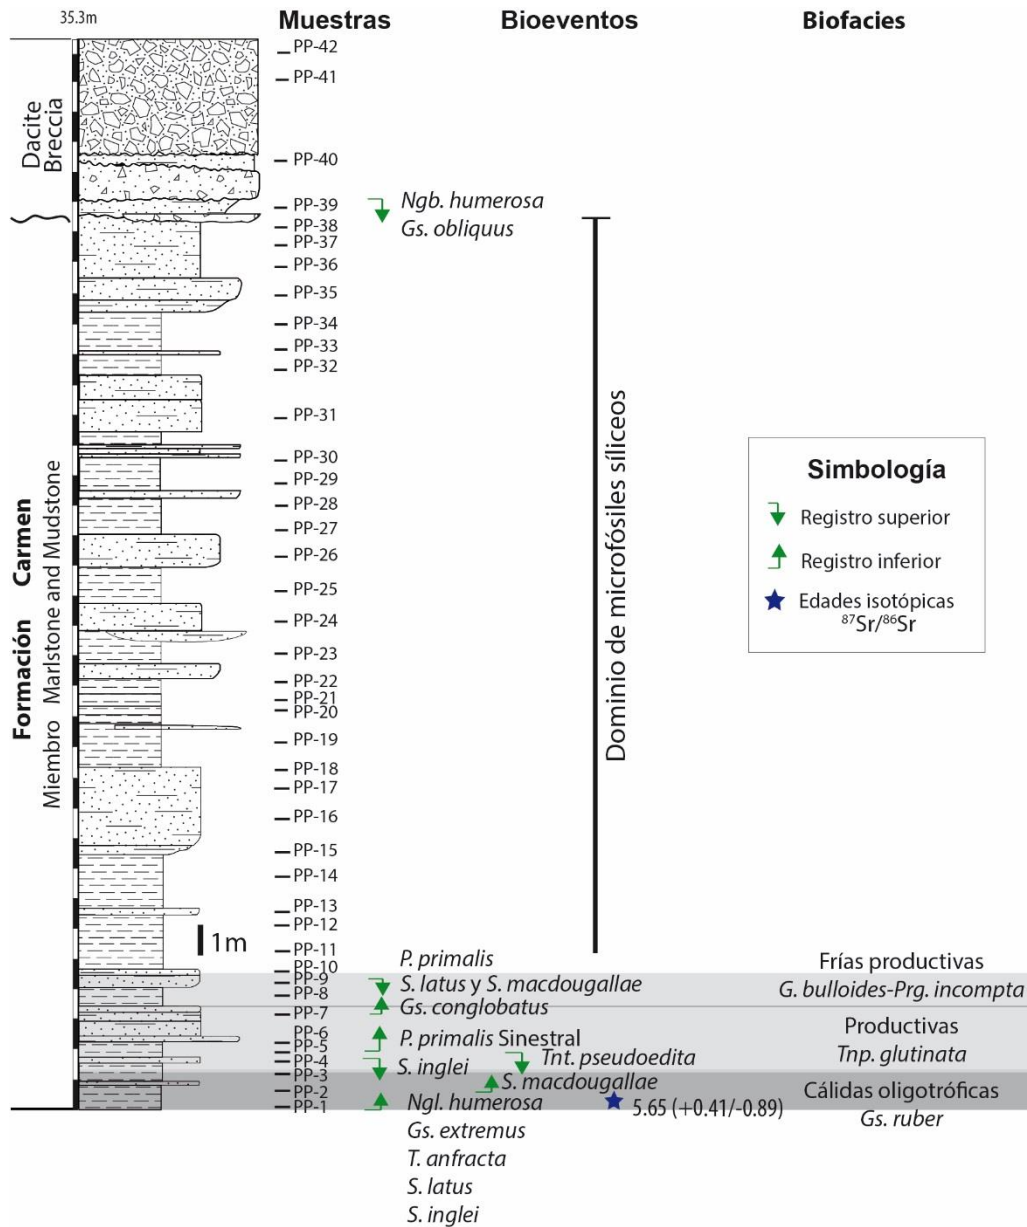 35.3m
Muestras
Bioeventos
Biofacies
Dacite
Breccia
Formación Carmen
Miembro Marlstone and Mudstone
PP-42
PP-41
PP-40
PP-39
PP-38
PP-37
PP-36
PP-35
PP-34
PP-33
PP-32
PP-31
PP-30
PP-29
PP-28
PP-27
PP-26
PP-25
PP-24
PP-23
PP-22
PP-21
PP-20
PP-19
PP-18
PP-17
PP-16
PP-15
PP-14
PP-13
PP-12
PP-11
PP-10
PP-9
PP-8
PP-7
PP-6
PP-5
PP-4
PP-3
PP-2
PP-1
1m
Ngb. humerosa
Gs. obliquus
Dominio de microfósiles síliceos
P. primalis
S. latus y S. macdougallae
Gs. conglobatus
P. primalis Sinestral
S. inglei
Tnt. pseudoedita
S. macdougallae
Ngl. humerosa
5.65 (+0.41/-0.89)
Gs. extremus
T. anfracta
S. latus
S. inglei
Simbología
Registro superior
Registro inferior
Edades isotópicas
⁸⁷Sr/⁸⁶Sr
Frías productivas
G. bulloides-Prg. incompta
Productivas
Tnp. glutinata
Cálidas oligotróficas
Gs. ruber